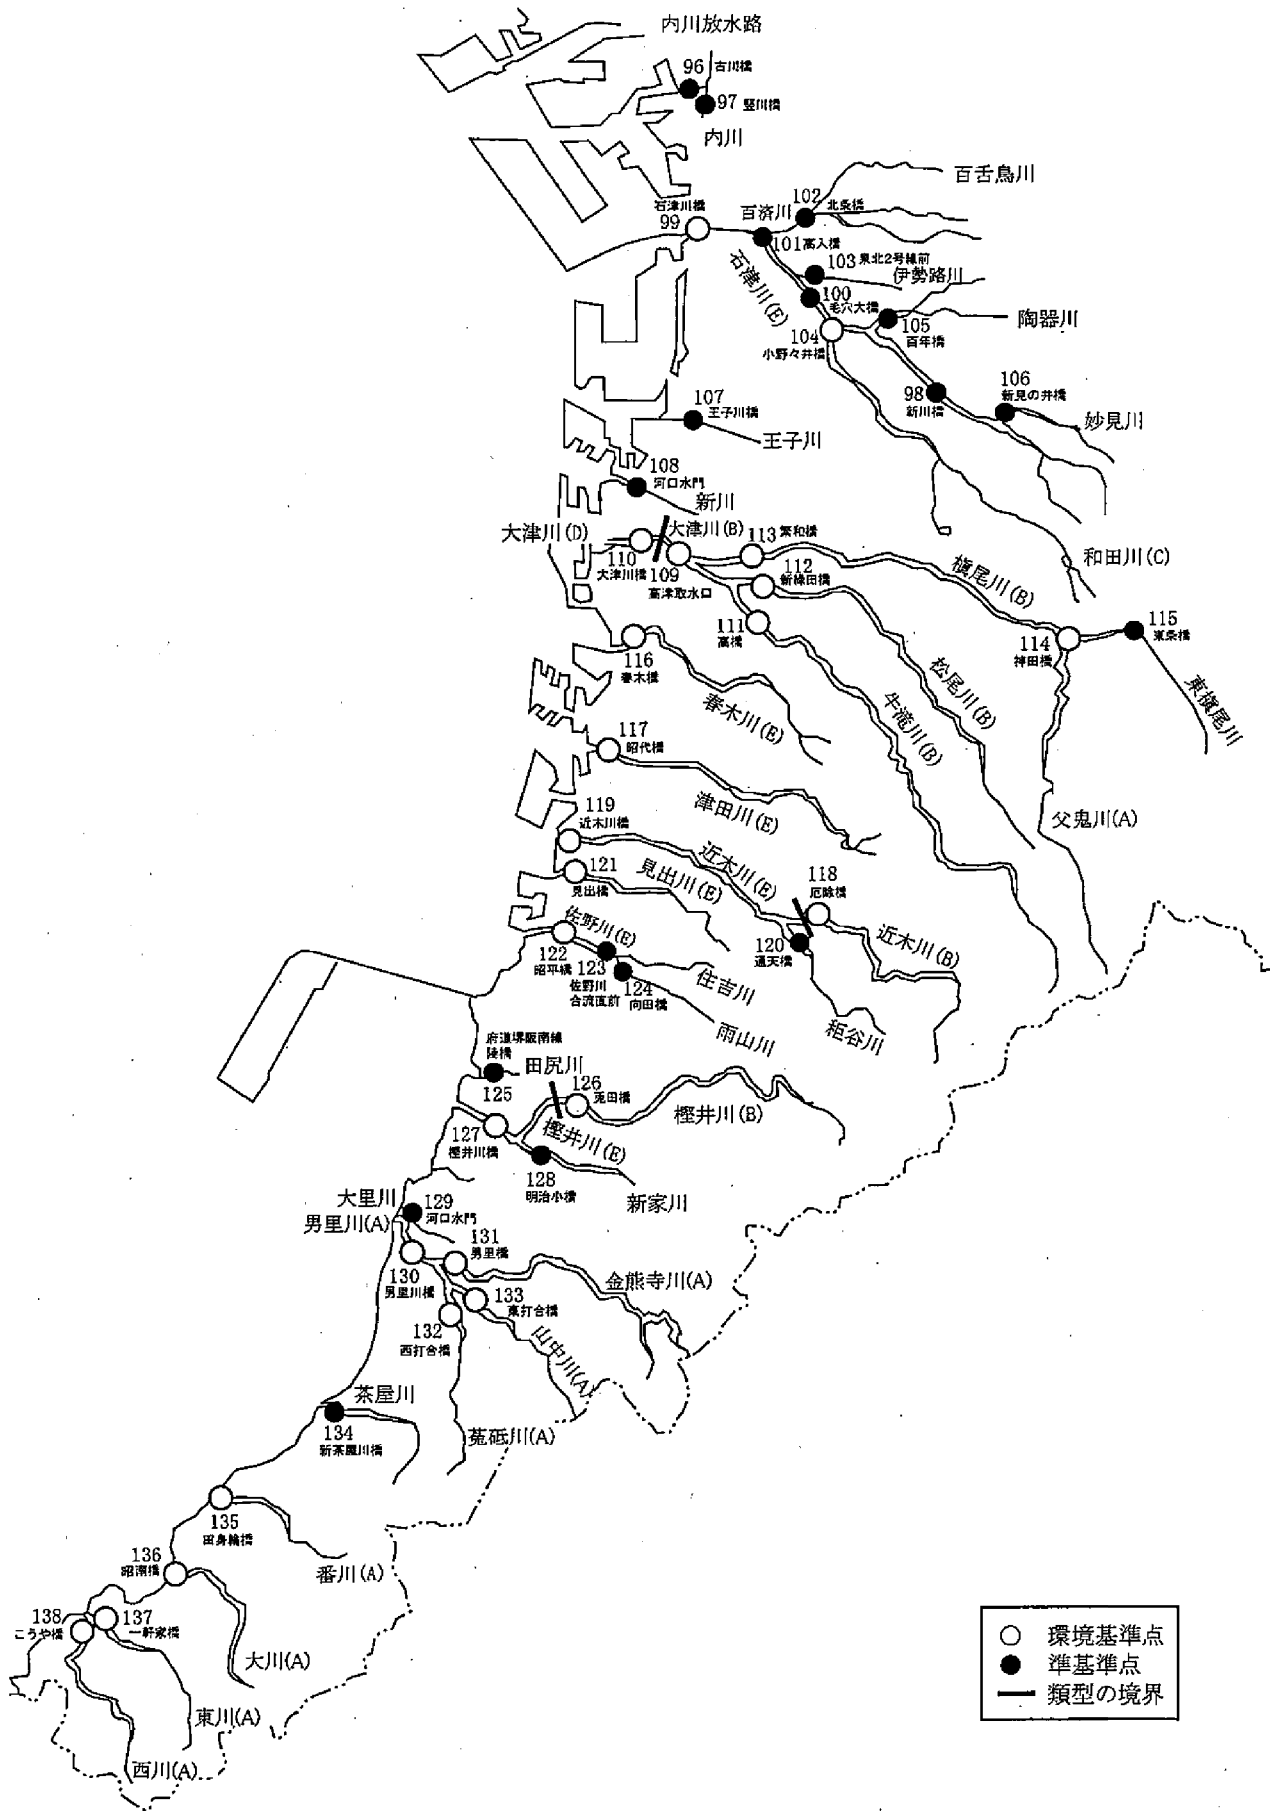 内川放水路
96 古川橋
97 竪川橋
内川
百舌鳥川
102
北条橋
石津川橋
99
百済川
101 高入橋
103 泉北2号線前
伊勢路川
石津川(E)
100
毛穴大橋
陶器川
105
百年橋
104
小野々井橋
98
新川橋
106
新見の井橋
妙見川
107
王子川橋
王子川
108
河口水門
新川
大津川(D)
大津川(B)
113 繁和橋
110
大津川橋
109
高津取水口
112
新緑田橋
槇尾川(B)
和田川(C)
111
高橋
115
東条橋
114
神田橋
116
春木橋
松尾川(B)
東槇尾川
春木川(E)
牛滝川(B)
117
昭代橋
津田川(E)
父鬼川(A)
119
近木川橋
近木川(E)
121
見出橋
見出川(E)
118
厄除橋
佐野川(E)
120
通天橋
近木川(B)
122
昭平橋
123
佐野川
合流直前
124
向田橋
住吉川
雨山川
秬谷川
府道堺阪南線
陵橋
125
田尻川
126
兎田橋
樫井川(B)
127
樫井川橋
樫井川(E)
128
明治小橋
新家川
大里川
129
河口水門
男里川(A)
131
男里橋
130
男里川橋
金熊寺川(A)
133
東打合橋
132
西打合橋
山中川(A)
茶屋川
134
新茶屋川橋
菟砥川(A)
135
田身輪橋
番川(A)
136
昭南橋
138
こうや橋
137
一軒家橋
大川(A)
東川(A)
西川(A)
環境基準点
準基準点
類型の境界